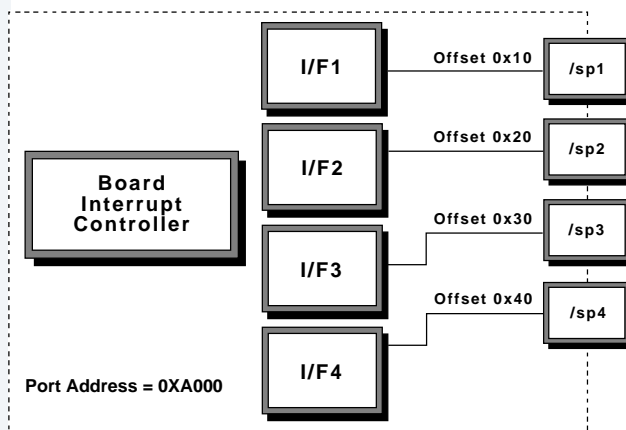 I/F1
Offset 0x10
/sp1
I/F2
Offset 0x20
/sp2
Board
Interrupt
Controller
I/F3
Offset 0x30
/sp3
I/F4
Offset 0x40
/sp4
Port Address = 0XA000